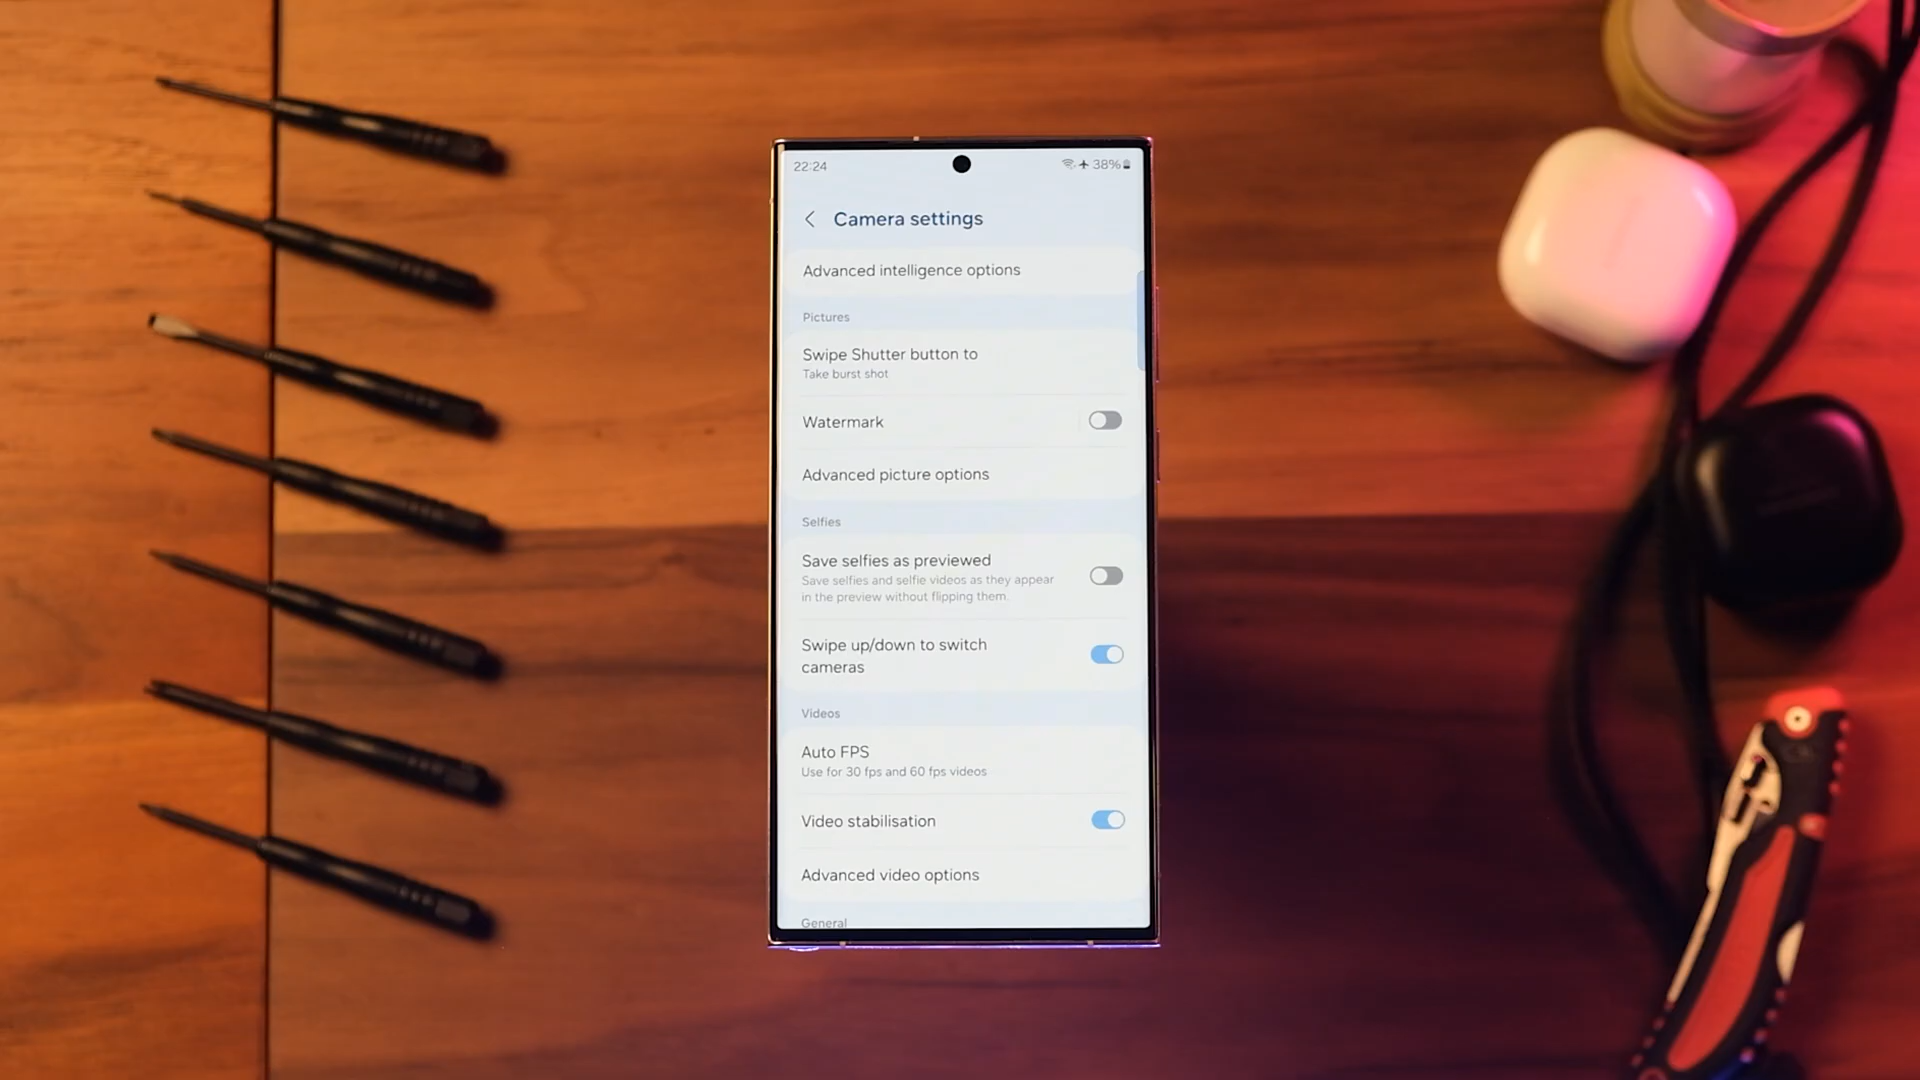 22:24
38%
Camera settings
Advanced intelligence options
Pictures
Swipe Shutter button to
Take burst shot
Watermark
Advanced picture options
Selfies
Save selfies as previewed
Save selfies and selfie videos as they appear
in the preview without flipping them.
Swipe up/down to switch
cameras
Videos
Auto FPS
Use for 30 fps and 60 fps videos
Video stabilisation
Advanced video options
General